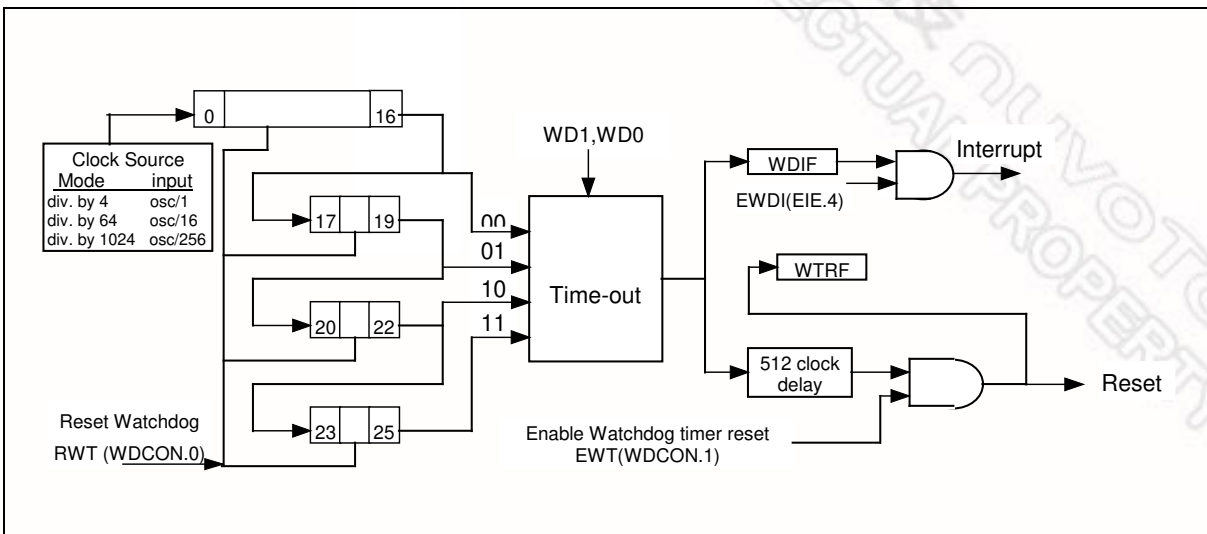 0 16
Clock Source
Mode input
div. by 4 osc/1
div. by 64 osc/16
div. by 1024 osc/256
17 19
20 22
23 25
Reset Watchdog
RWT (WDCON.0)
WD1,WD0
00
01
10
11
Time-out
WDIF
EWDI(EIE.4)
Interrupt
WTRF
512 clock
delay
Reset
Enable Watchdog timer reset
EWT(WDCON.1)
NUVOTO
ECTUAL PROPERTY